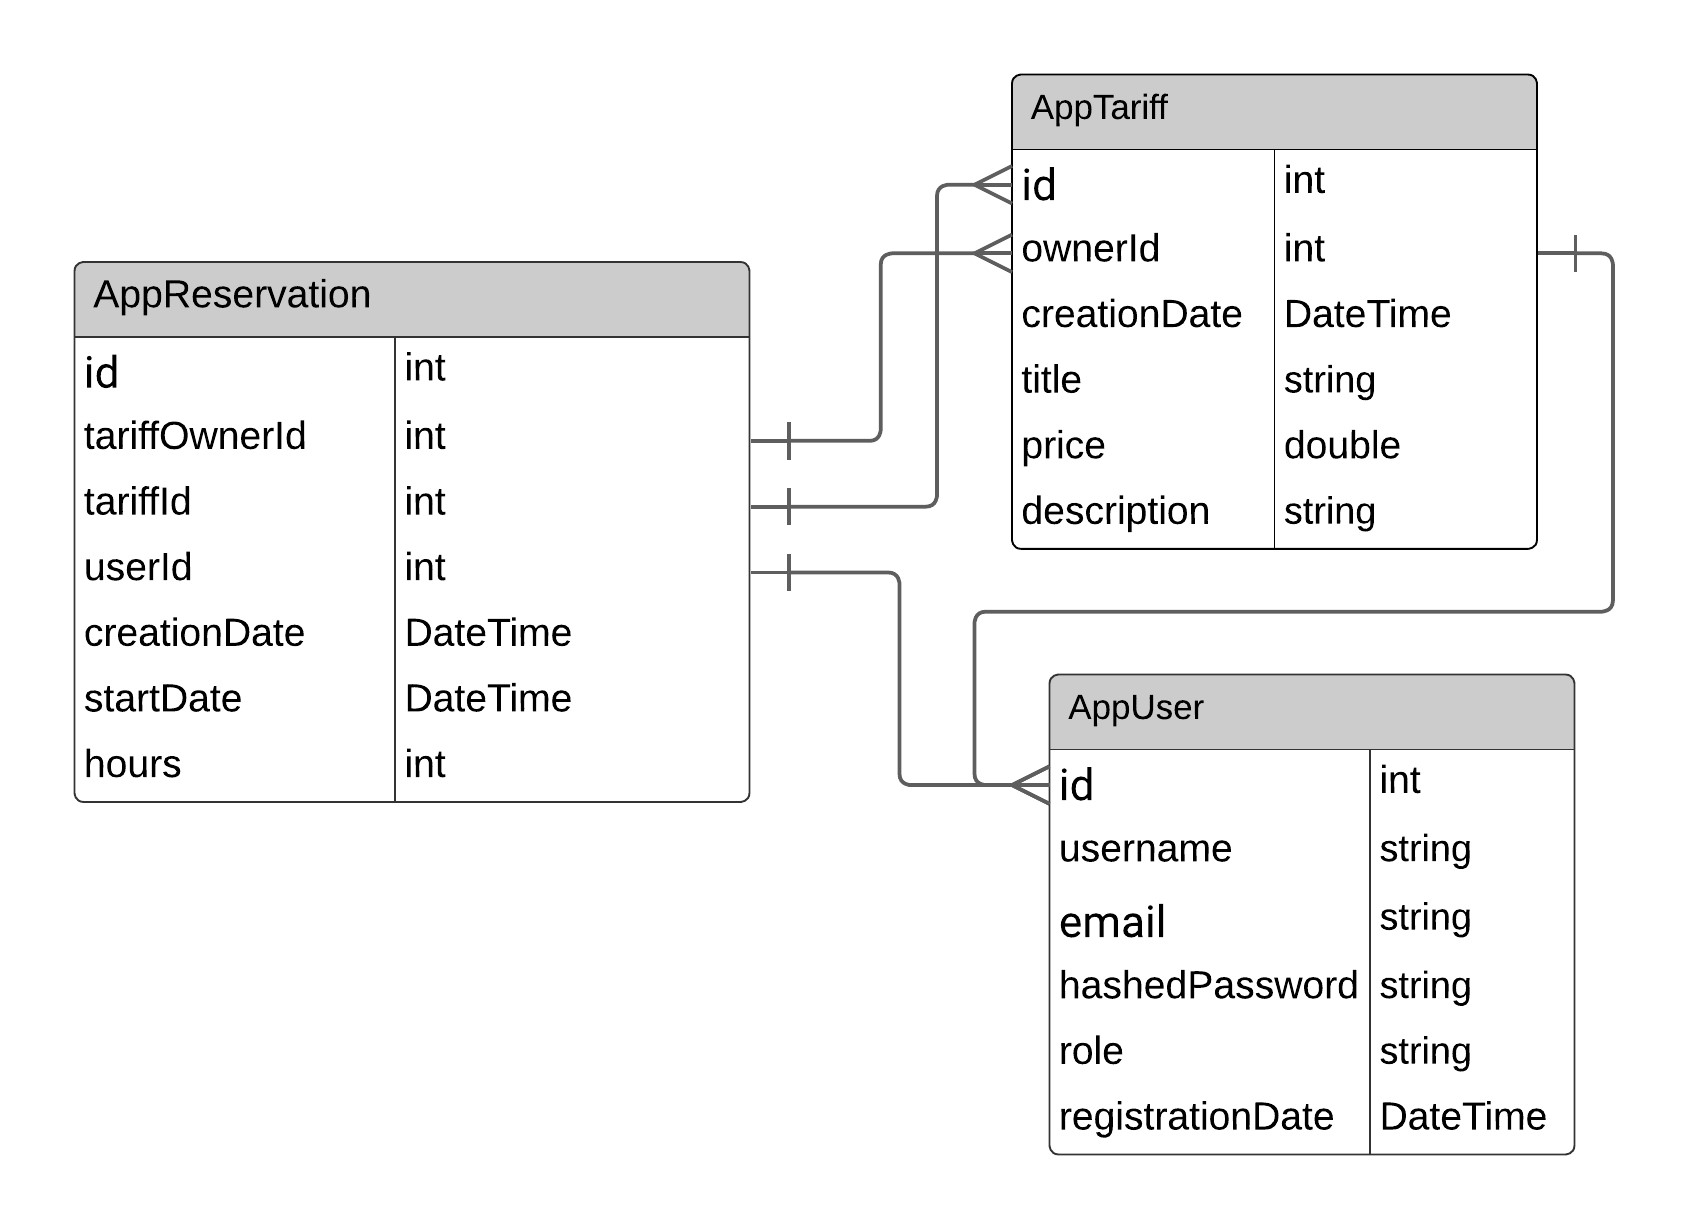 AppTariff
id int
ownerId int
creationDate DateTime
title string
price double
description string
AppReservation
id int
tariffOwnerId int
tariffId int
userId int
creationDate DateTime
startDate DateTime
hours int
AppUser
id int
username string
email string
hashedPassword string
role string
registrationDate DateTime